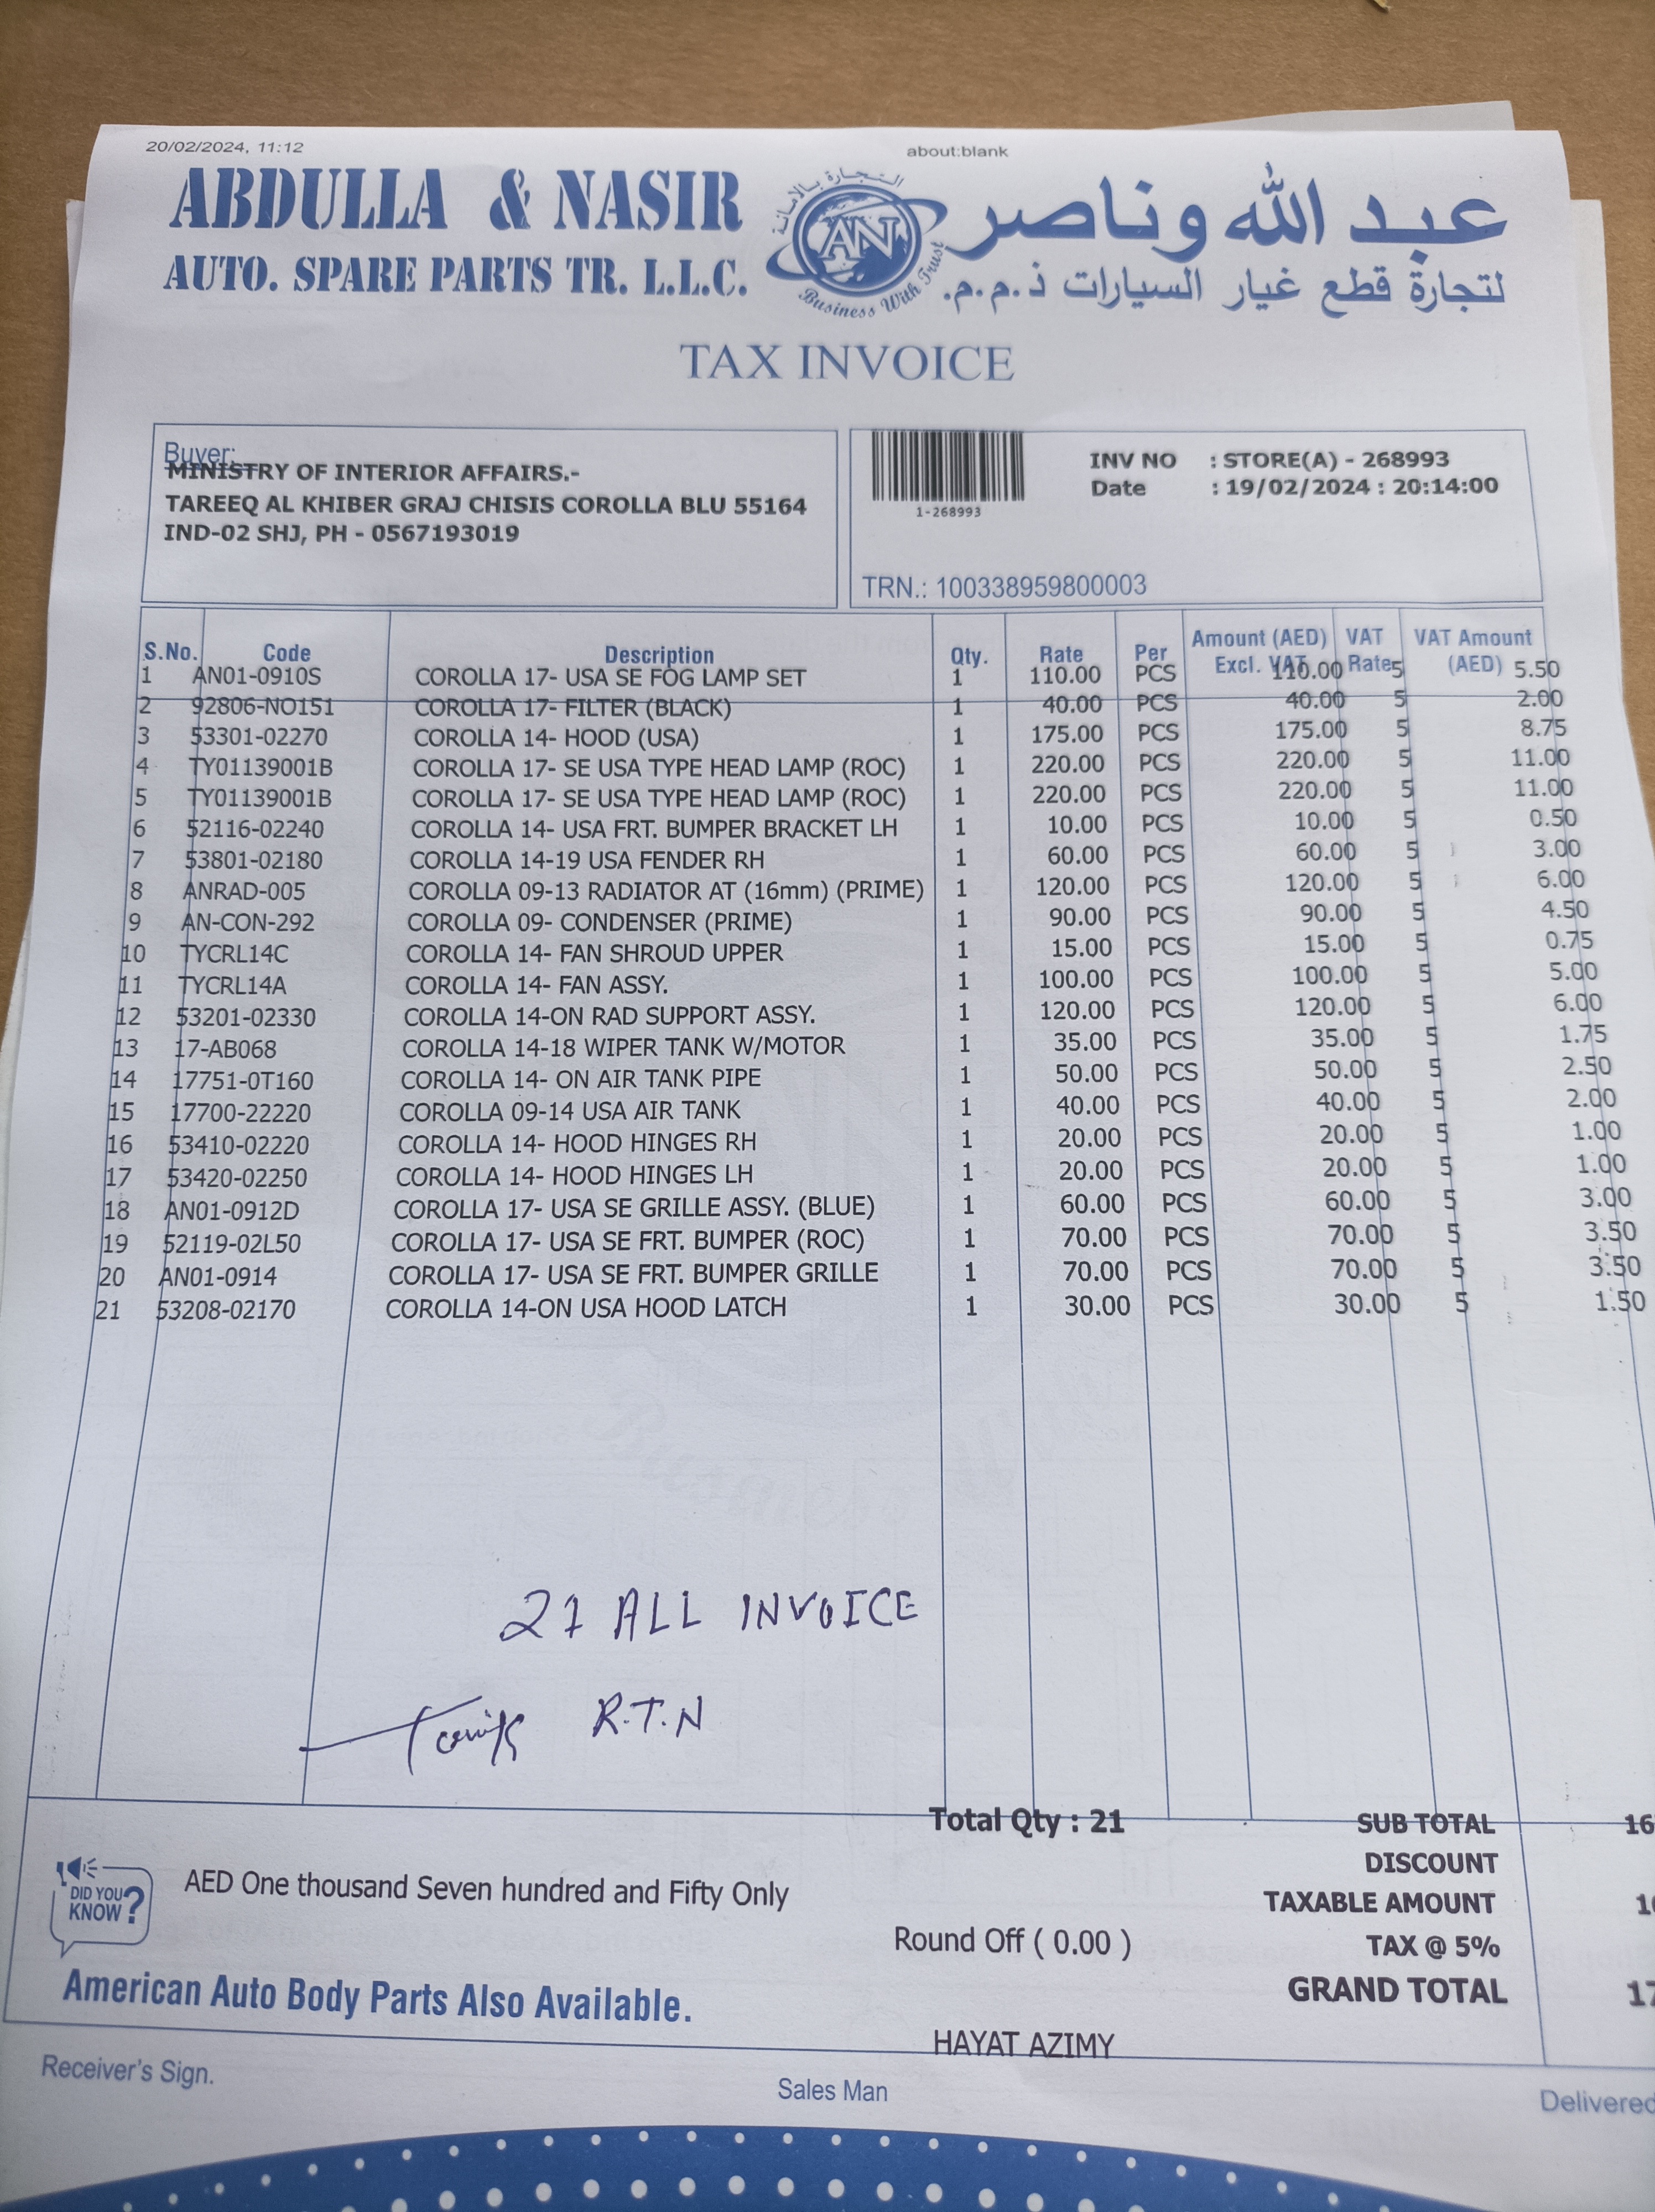 20/02/2024, 11:12 about:blank
ABDULLA & NASIR
AUTO. SPARE PARTS TR. L.L.C.
التجارة بالأمانة
AN
Business With Trust
عبد الله وناصر
لتجارة قطع غيار السيارات ذ.م.م.
TAX INVOICE
Buyer:
MINISTRY OF INTERIOR AFFAIRS.-
TAREEQ AL KHIBER GRAJ CHISIS COROLLA BLU 55164
IND-02 SHJ, PH - 0567193019
1-268993
INV NO : STORE(A) - 268993
Date : 19/02/2024 : 20:14:00
TRN.: 100338959800003
S.No. Code Description Qty. Rate Per Amount (AED) Excl. VAT VAT Rate VAT Amount (AED)
1 AN01-0910S COROLLA 17- USA SE FOG LAMP SET 1 110.00 PCS 110.00 5 5.50
2 92806-NO151 COROLLA 17- FILTER (BLACK) 1 40.00 PCS 40.00 5 2.00
3 53301-02270 COROLLA 14- HOOD (USA) 1 175.00 PCS 175.00 5 8.75
4 TY01139001B COROLLA 17- SE USA TYPE HEAD LAMP (ROC) 1 220.00 PCS 220.00 5 11.00
5 TY01139001B COROLLA 17- SE USA TYPE HEAD LAMP (ROC) 1 220.00 PCS 220.00 5 11.00
6 52116-02240 COROLLA 14- USA FRT. BUMPER BRACKET LH 1 10.00 PCS 10.00 5 0.50
7 53801-02180 COROLLA 14-19 USA FENDER RH 1 60.00 PCS 60.00 5 3.00
8 ANRAD-005 COROLLA 09-13 RADIATOR AT (16mm) (PRIME) 1 120.00 PCS 120.00 5 6.00
9 AN-CON-292 COROLLA 09- CONDENSER (PRIME) 1 90.00 PCS 90.00 5 4.50
10 TYCRL14C COROLLA 14- FAN SHROUD UPPER 1 15.00 PCS 15.00 5 0.75
11 TYCRL14A COROLLA 14- FAN ASSY. 1 100.00 PCS 100.00 5 5.00
12 53201-02330 COROLLA 14-ON RAD SUPPORT ASSY. 1 120.00 PCS 120.00 5 6.00
13 17-AB068 COROLLA 14-18 WIPER TANK W/MOTOR 1 35.00 PCS 35.00 5 1.75
14 17751-0T160 COROLLA 14- ON AIR TANK PIPE 1 50.00 PCS 50.00 5 2.50
15 17700-22220 COROLLA 09-14 USA AIR TANK 1 40.00 PCS 40.00 5 2.00
16 53410-02220 COROLLA 14- HOOD HINGES RH 1 20.00 PCS 20.00 5 1.00
17 53420-02250 COROLLA 14- HOOD HINGES LH 1 20.00 PCS 20.00 5 1.00
18 AN01-0912D COROLLA 17- USA SE GRILLE ASSY. (BLUE) 1 60.00 PCS 60.00 5 3.00
19 52119-02L50 COROLLA 17- USA SE FRT. BUMPER (ROC) 1 70.00 PCS 70.00 5 3.50
20 AN01-0914 COROLLA 17- USA SE FRT. BUMPER GRILLE 1 70.00 PCS 70.00 5 3.50
21 53208-02170 COROLLA 14-ON USA HOOD LATCH 1 30.00 PCS 30.00 5 1.50
21 ALL INVOICE
R.T.N
Total Qty : 21 SUB TOTAL 16
DISCOUNT
AED One thousand Seven hundred and Fifty Only TAXABLE AMOUNT
Round Off ( 0.00 ) TAX @ 5%
GRAND TOTAL 17
DID YOU KNOW?
American Auto Body Parts Also Available.
HAYAT AZIMY
Receiver's Sign. Sales Man Delivered